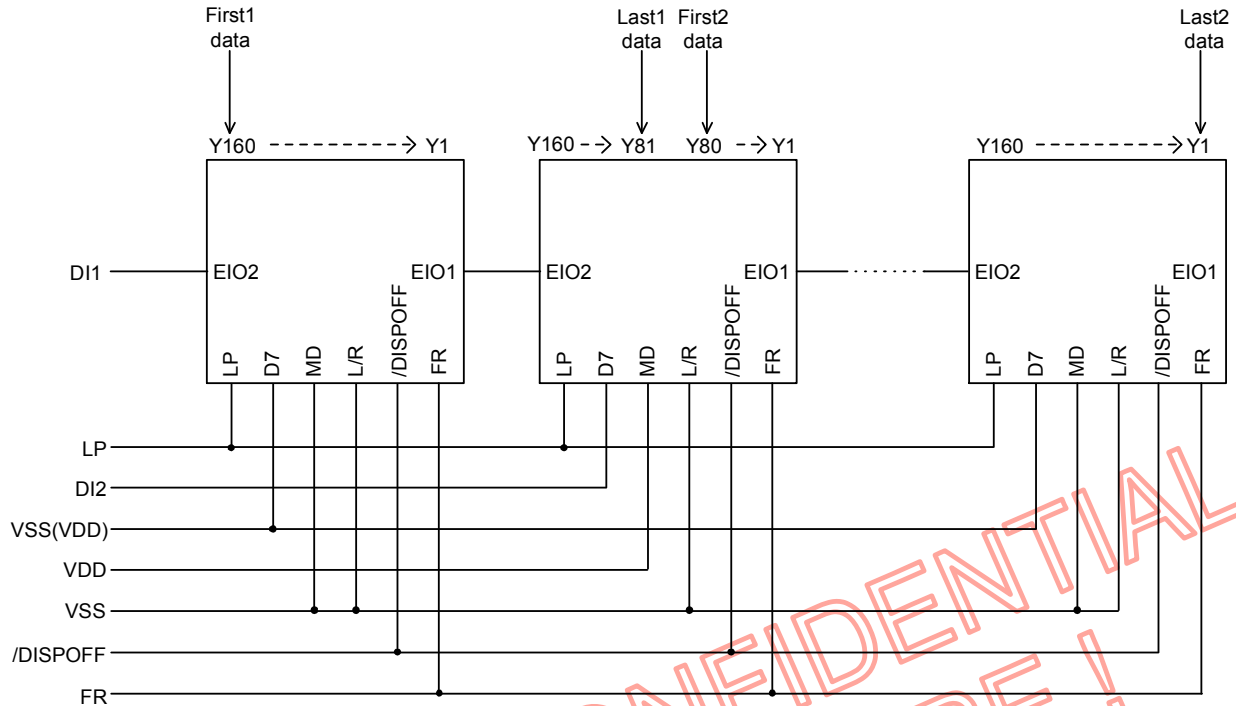 First1
data
Last1
data
First2
data
Last2
data
Y160 Y1
Y160 Y81 Y80 Y1
Y160 Y1
DI1
EIO2 EIO1
EIO2 EIO1
EIO2 EIO1
LP D7 MD L/R /DISPOFF FR
LP D7 MD L/R /DISPOFF FR
LP D7 MD L/R /DISPOFF FR
LP
DI2
VSS(VDD)
VDD
VSS
/DISPOFF
FR